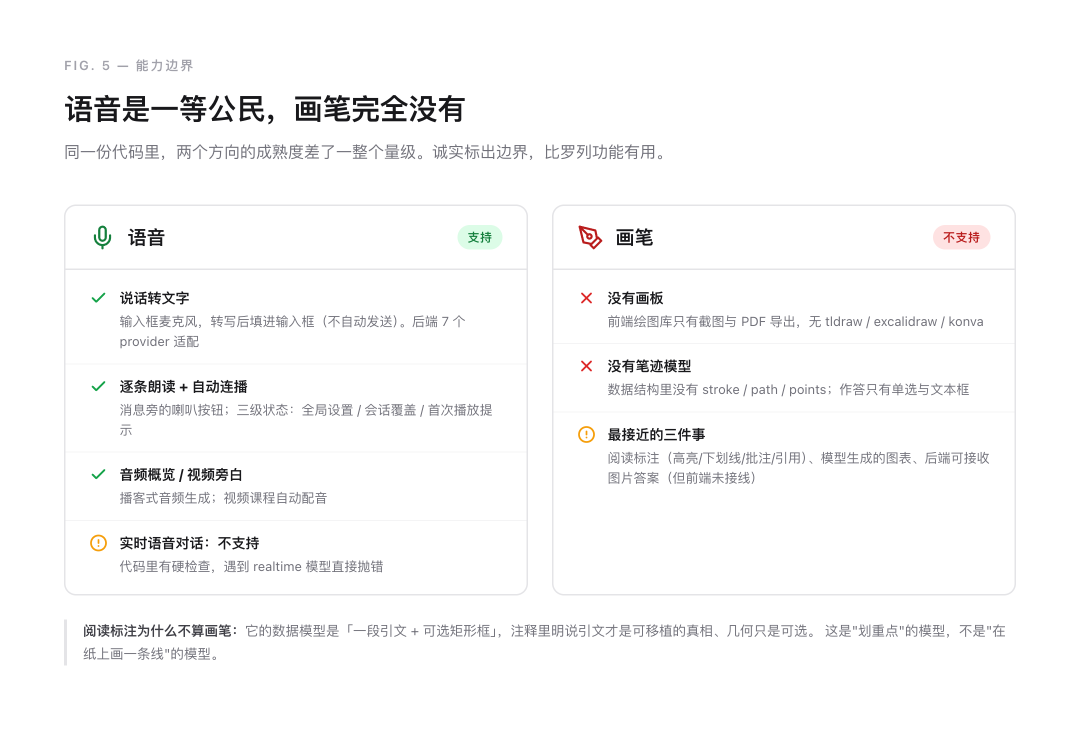 FIG. 5 — 能力边界
语音是一等公民，画笔完全没有
同一份代码里，两个方向的成熟度差了一整个量级。诚实标出边界，比罗列功能有用。
语音
支持
说话转文字
输入框麦克风，转写后填进输入框（不自动发送）。后端 7 个
provider 适配
逐条朗读 + 自动连播
消息旁的喇叭按钮；三级状态：全局设置 / 会话覆盖 / 首次播放提
示
音频概览 / 视频旁白
播客式音频生成；视频课程自动配音
实时语音对话：不支持
代码里有硬检查，遇到 realtime 模型直接抛错
画笔
不支持
没有画板
前端绘图库只有截图与 PDF 导出，无 tldraw / excalidraw / konva
没有笔迹模型
数据结构里没有 stroke / path / points；作答只有单选与文本框
最接近的三件事
阅读标注（高亮/下划线/批注/引用）、模型生成的图表、后端可接收
图片答案（但前端未接线）
阅读标注为什么不算画笔：它的数据模型是「一段引文 + 可选矩形框」，注释里明说引文才是可移植的真相、几何只是可选。 这是"划重点"的模型，不是"在
纸上画一条线"的模型。